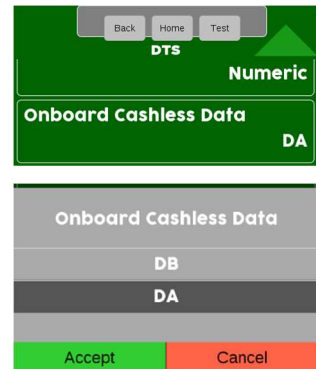 Back Home Test
DTS
Numeric
Onboard Cashless Data
DA
Onboard Cashless Data
DB
DA
Accept Cancel